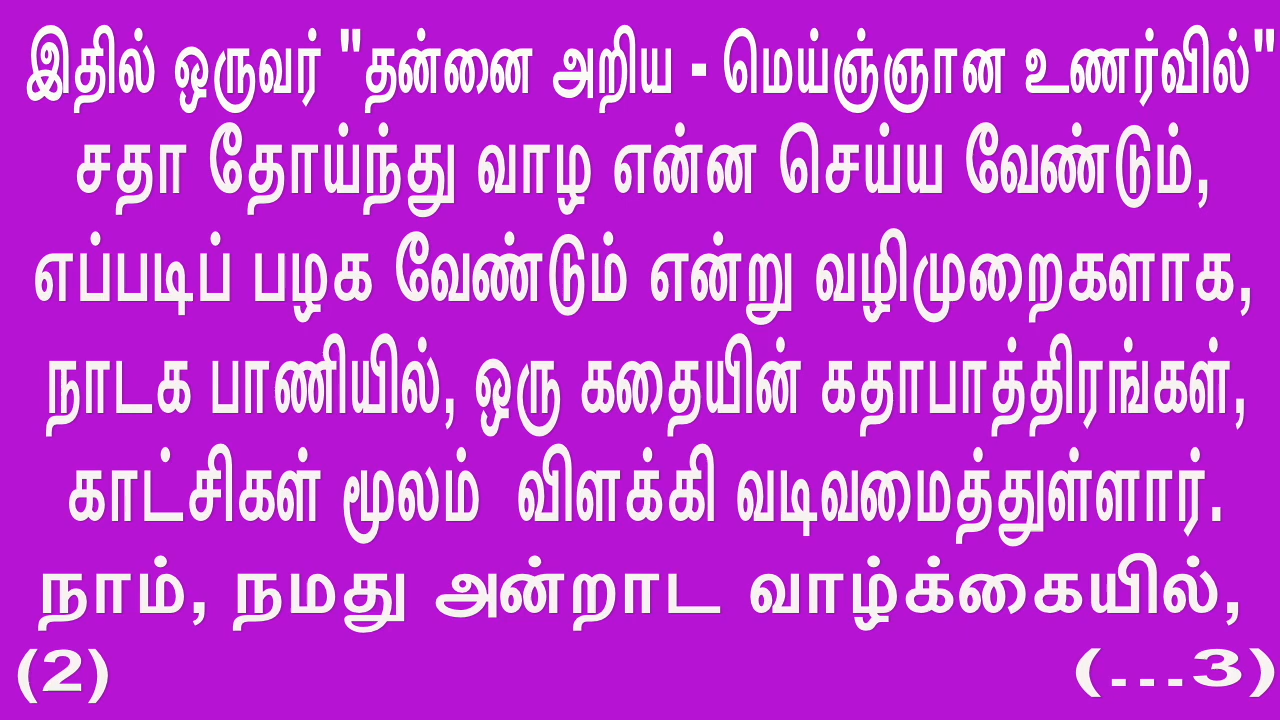 இதில் ஒருவர் "தன்னை அறிய - மெய்ஞ்ஞான உணர்வில்"
சதா தோய்ந்து வாழ என்ன செய்ய வேண்டும்,
எப்படிப் பழக வேண்டும் என்று வழிமுறைகளாக,
நாடக பாணியில், ஒரு கதையின் கதாபாத்திரங்கள்,
காட்சிகள் மூலம் விளக்கி வடிவமைத்துள்ளார்.
நாம், நமது அன்றாட வாழ்க்கையில்,
(2) (---3)